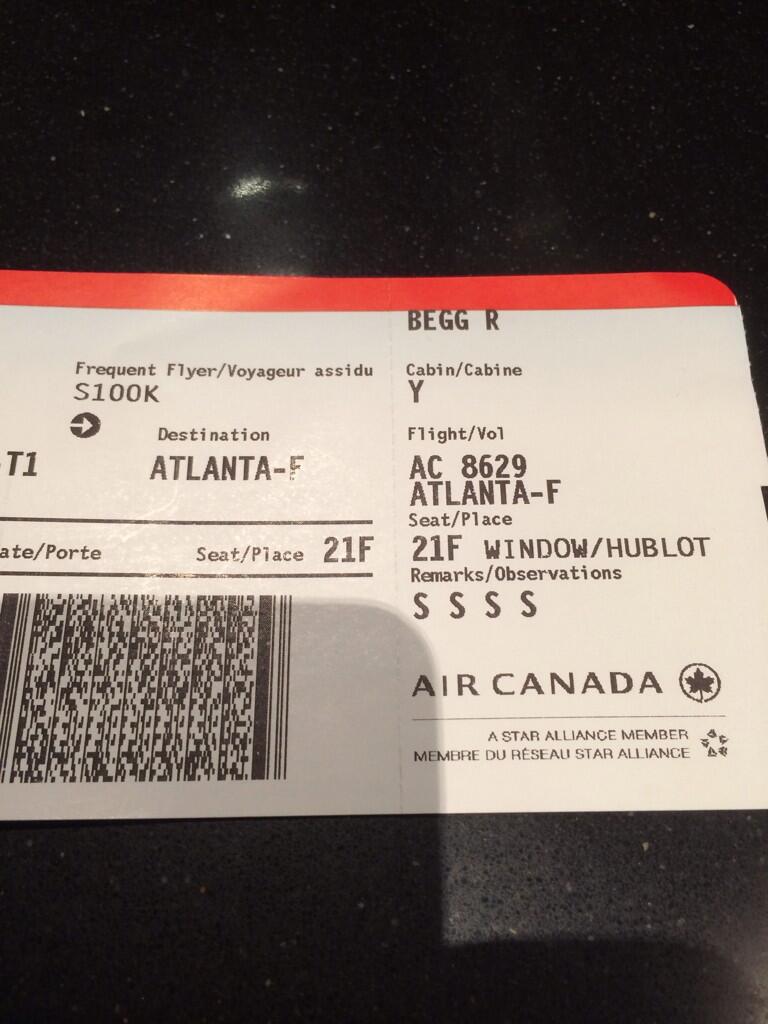 BEGG R
Frequent Flyer/Voyageur assidu
S100K
Destination
T1 ATLANTA-F
ate/Porte Seat/Place 21F
Cabin/Cabine
Y
Flight/Vol
AC 8629
ATLANTA-F
Seat/Place
21F WINDOW/HUBLOT
Remarks/Observations
S S S S
AIR CANADA
A STAR ALLIANCE MEMBER
MEMBRE DU RÉSEAU STAR ALLIANCE